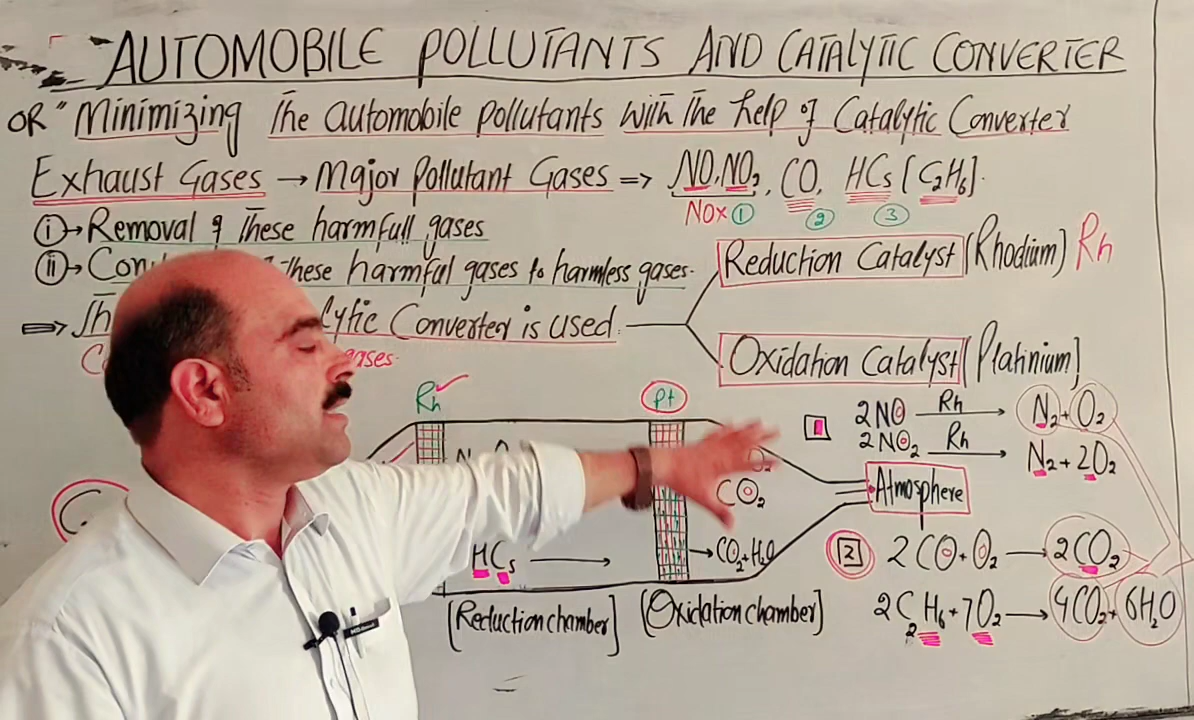 AUTOMOBILE POLLUTANTS AND CATALYTIC CONVERTER
OR "Minimizing The automobile pollutants with The help of Catalytic Converter
Exhaust Gases → Major Pollutant Gases => NO, NO2, CO, HCs [C2H6].
NOx ① ② ③
ⓘ→ Removal of These harmfull gases
ⓘⓘ→ These harmful gases to harmless gases.
Reduction Catalyst (Rhodium) Rh
Converter is used.
gases.
Oxidation Catalyst (Platinium]
Rh
Pt
1
2NO Rh → N2 + O2
2NO2 Rh → N2 + 2O2
CO2
Atmosphere
HCs → CO2 + H2O
2 2CO + O2 → 2CO2
2C2H6 + 7O2 → 4CO2 + 6H2O
[Reduction chamber] (Oxidation chamber]